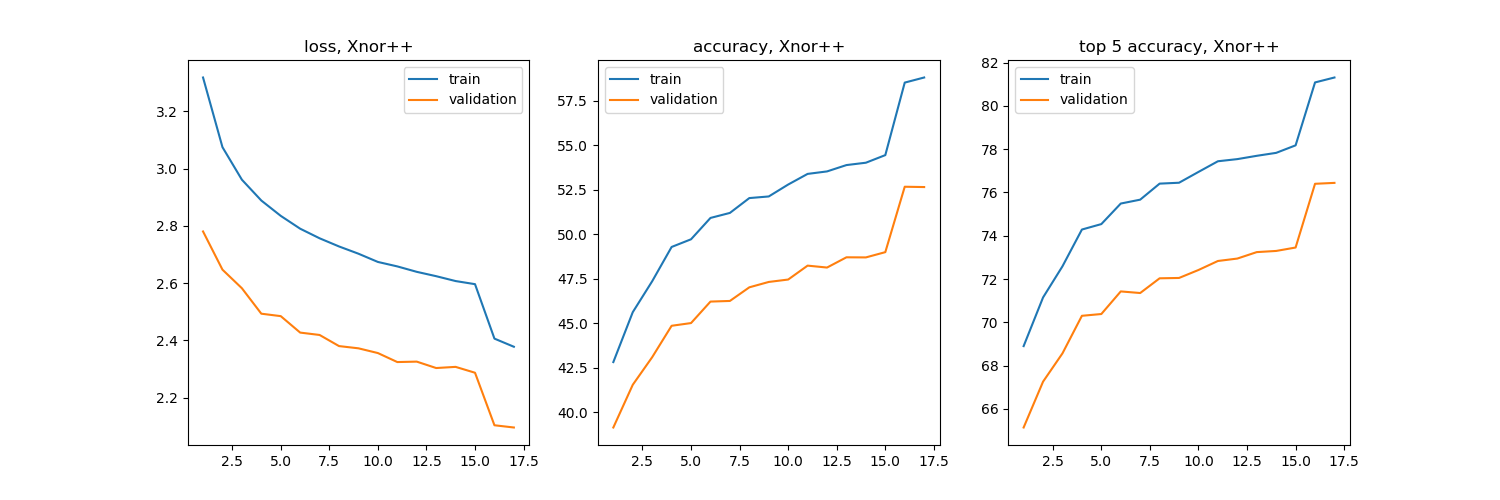 loss, Xnor++
train
validation
3.2
3.0
2.8
2.6
2.4
2.2
2.5 5.0 7.5 10.0 12.5 15.0 17.5
accuracy, Xnor++
train
validation
57.5
55.0
52.5
50.0
47.5
45.0
42.5
40.0
2.5 5.0 7.5 10.0 12.5 15.0 17.5
top 5 accuracy, Xnor++
train
validation
82
80
78
76
74
72
70
68
66
2.5 5.0 7.5 10.0 12.5 15.0 17.5